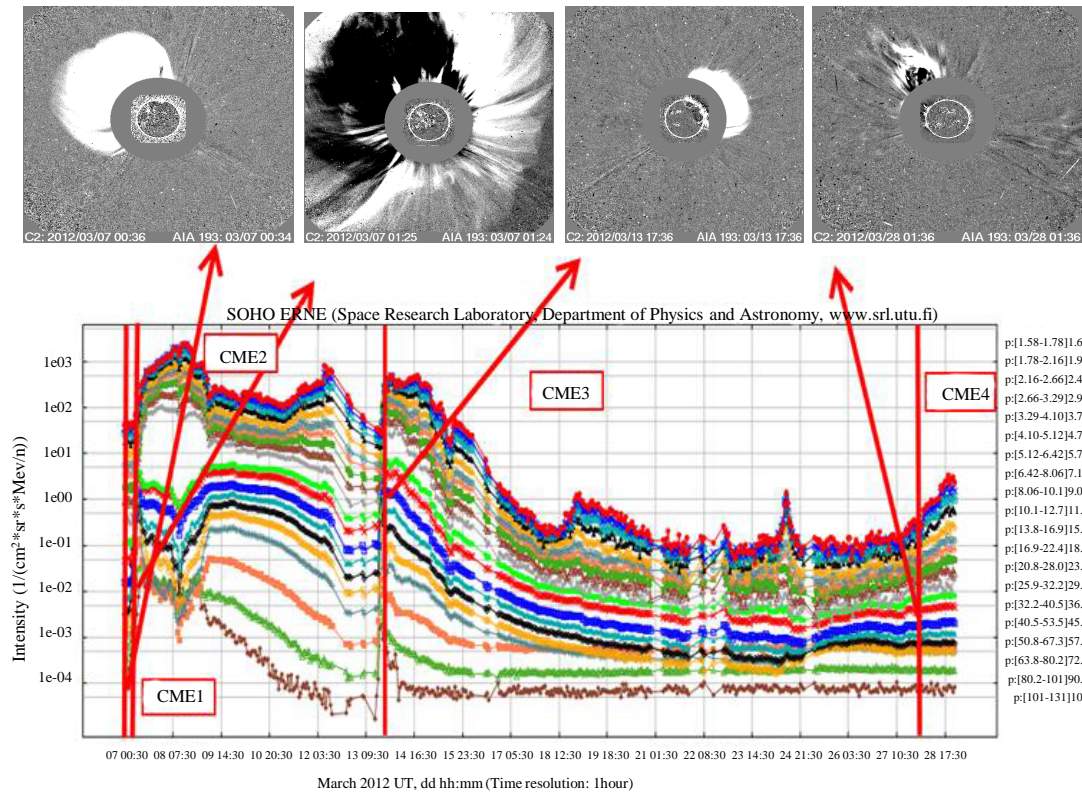 C2: 2012/03/07 00:36 AIA 193: 03/07 00:34
C2: 2012/03/07 01:25 AIA 193: 03/07 01:24
C2: 2012/03/13 17:36 AIA 193: 03/13 17:36
C2: 2012/03/28 01:36 AIA 193: 03/28 01:36
SOHO ERNE (Space Research Laboratory, Department of Physics and Astronomy, www.srl.utu.fi)
CME2
CME3
CME4
CME1
Intensity (1/(cm²*sr*s*Mev/n))
1e03
1e02
1e01
1e00
1e-01
1e-02
1e-03
1e-04
p:[1.58-1.78]1.6
p:[1.78-2.16]1.9
p:[2.16-2.66]2.4
p:[2.66-3.29]2.9
p:[3.29-4.10]3.7
p:[4.10-5.12]4.7
p:[5.12-6.42]5.7
p:[6.42-8.06]7.1
p:[8.06-10.1]9.0
p:[10.1-12.7]11.
p:[13.8-16.9]15.
p:[16.9-22.4]18.
p:[20.8-28.0]23.
p:[25.9-32.2]29.
p:[32.2-40.5]36.
p:[40.5-53.5]45.
p:[50.8-67.3]57.
p:[63.8-80.2]72.
p:[80.2-101]90.
p:[101-131]10.
07 00:30 08 07:30 09 14:30 10 20:30 12 03:30 13 09:30 14 16:30 15 23:30 17 05:30 18 12:30 19 18:30 21 01:30 22 08:30 23 14:30 24 21:30 26 03:30 27 10:30 28 17:30
March 2012 UT, dd hh:mm (Time resolution: 1hour)